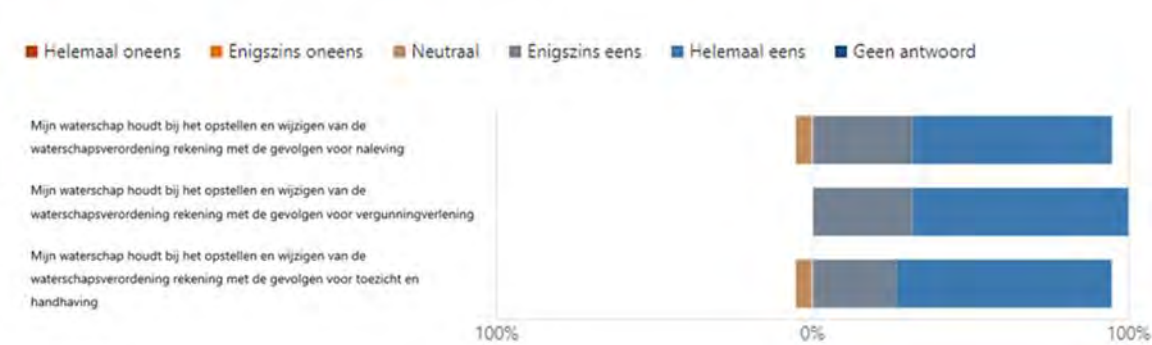 Helemaal oneens Enigszins oneens Neutraal Enigszins eens Helemaal eens Geen antwoord
Mijn waterschap houdt bij het opstellen en wijzigen van de
waterschapsverordening rekening met de gevolgen voor naleving
Mijn waterschap houdt bij het opstellen en wijzigen van de
waterschapsverordening rekening met de gevolgen voor vergunningverlening
Mijn waterschap houdt bij het opstellen en wijzigen van de
waterschapsverordening rekening met de gevolgen voor toezicht en
handhaving
100% 0% 100%